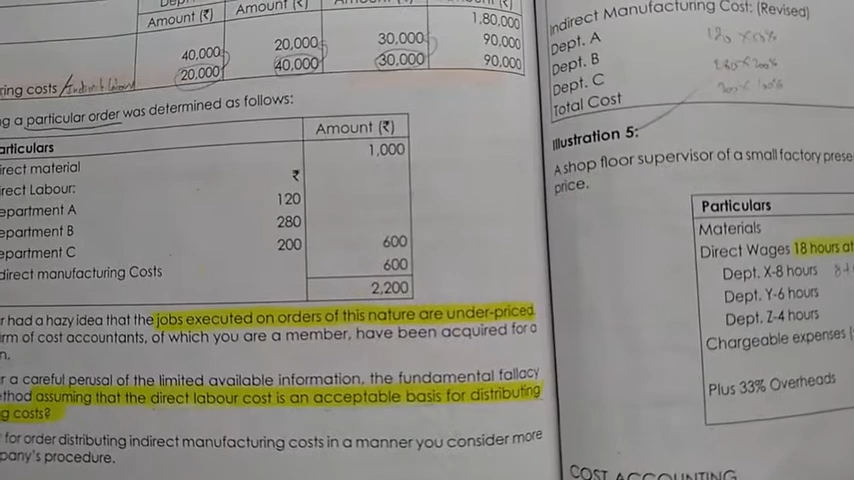 Amount (₹)
Amount (₹
1,80,000
40,000 20,000 30,000 90,000
20,000 40,000 30,000 90,000
ring costs / Indirect
g a particular order was determined as follows:
articulars Amount (₹)
irect material 1,000
irect Labour: ₹
epartment A 120
epartment B 280
epartment C 200 600
direct manufacturing Costs 600
2,200
r had a hazy idea that the jobs executed on orders of this nature are under-priced.
irm of cost accountants, of which you are a member, have been acquired for a
n.
r a careful perusal of the limited available information, the fundamental fallacy
ethod assuming that the direct labour cost is an acceptable basis for distributing
g costs?
for order distributing indirect manufacturing costs in a manner you consider more
pany's procedure.
Indirect Manufacturing Cost: (Revised)
Dept. A
Dept. B
Dept. C
Total Cost
Illustration 5:
A shop floor supervisor of a small factory prese
price.
Particulars
Materials
Direct Wages 18 hours at
Dept. X-8 hours
Dept. Y-6 hours
Dept. Z-4 hours
Chargeable expenses (
Plus 33% Overheads
COST ACCOUNTING